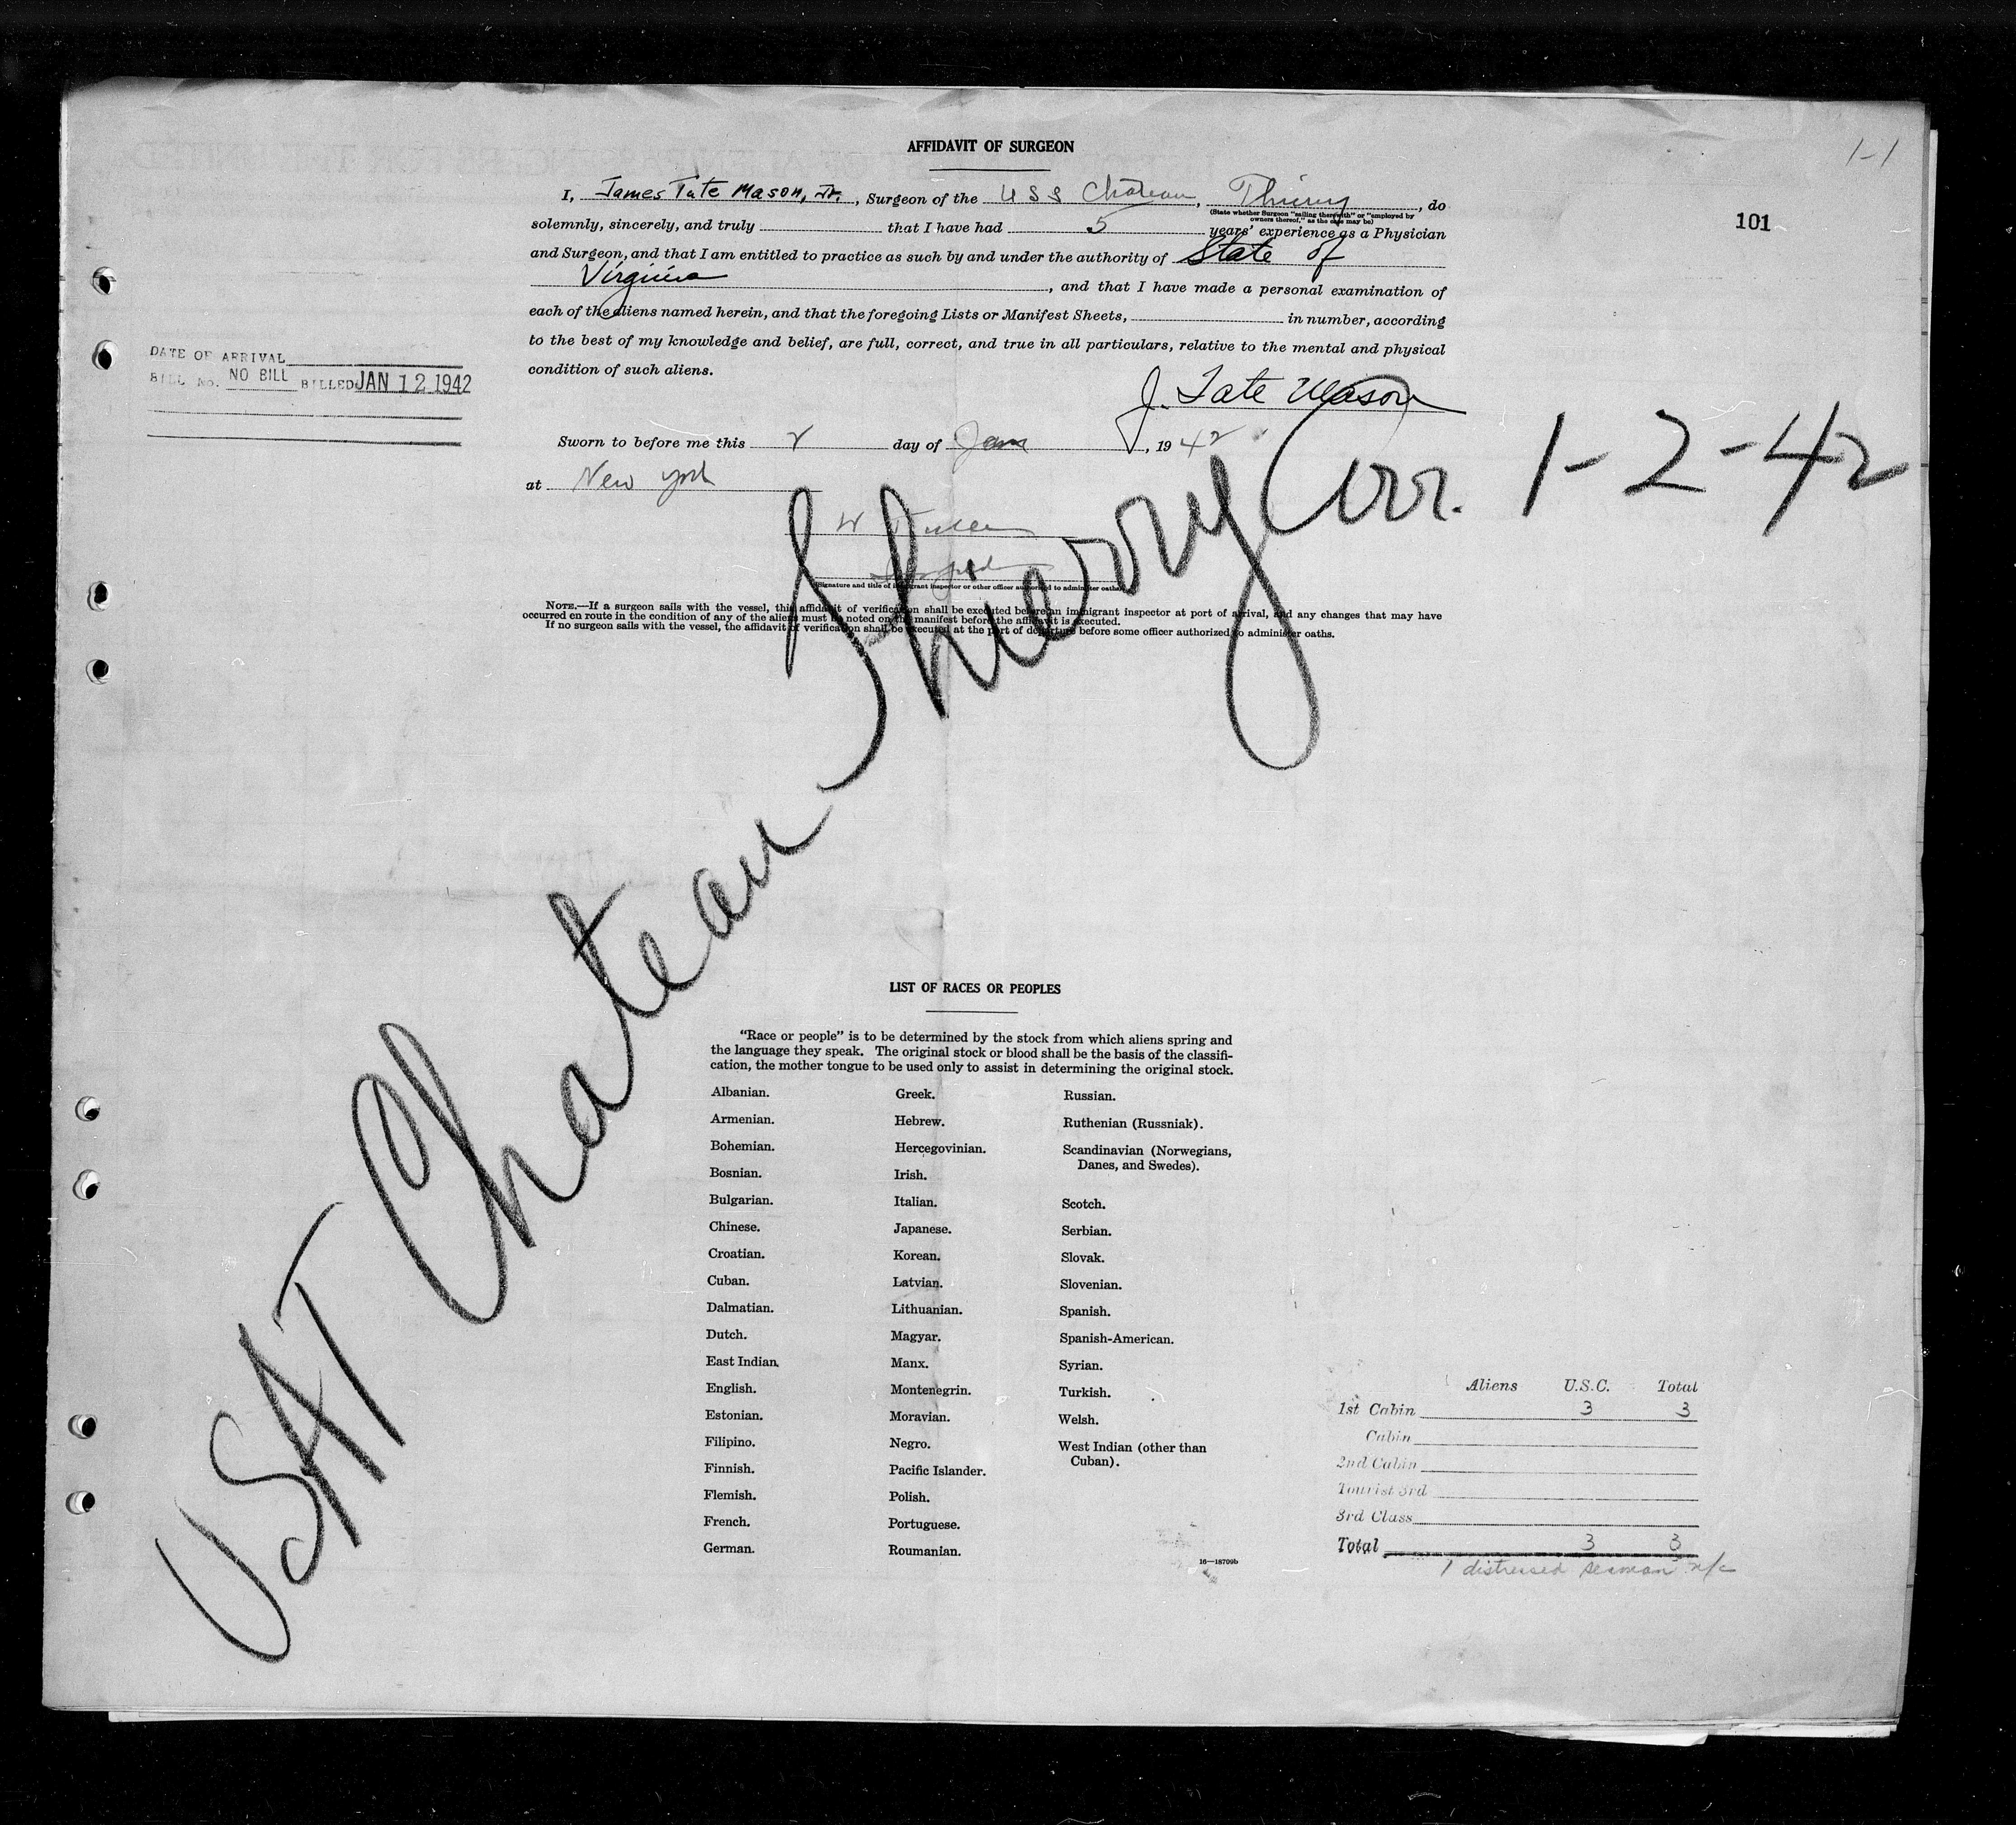 1-1
AFFIDAVIT OF SURGEON
101
I, James Tate Mason, Jr., Surgeon of the U S S Chateau, Thierry, do
(State whether Surgeon "sailing therewith" or "employed by
owners thereof," as the case may be)
solemnly, sincerely, and truly that I have had 5 years' experience as a Physician
and Surgeon, and that I am entitled to practice as such by and under the authority of State of
Virginia, and that I have made a personal examination of
each of the aliens named herein, and that the foregoing Lists or Manifest Sheets, in number, according
to the best of my knowledge and belief, are full, correct, and true in all particulars, relative to the mental and physical
condition of such aliens.
DATE OF ARRIVAL
BILL No. NO BILL BILLED JAN 12 1942
J. Tate Mason
Sworn to before me this 2 day of Jan, 1942
at New York
W
(Signature and title of immigrant inspector or other officer authorized to administer oaths)
NOTE.—If a surgeon sails with the vessel, this affidavit of verification shall be executed before an immigrant inspector at port of arrival, and any changes that may have
occurred en route in the condition of any of the aliens must be noted on the manifest before the affidavit is executed.
If no surgeon sails with the vessel, the affidavit of verification shall be executed at the port of departure before some officer authorized to administer oaths.
USAT Chateau Thierry Arr. 1-2-42
LIST OF RACES OR PEOPLES
"Race or people" is to be determined by the stock from which aliens spring and
the language they speak. The original stock or blood shall be the basis of the classifi-
cation, the mother tongue to be used only to assist in determining the original stock.
Albanian.
Armenian.
Bohemian.
Bosnian.
Bulgarian.
Chinese.
Croatian.
Cuban.
Dalmatian.
Dutch.
East Indian.
English.
Estonian.
Filipino.
Finnish.
Flemish.
French.
German.
Greek.
Hebrew.
Hercegovinian.
Irish.
Italian.
Japanese.
Korean.
Latvian.
Lithuanian.
Magyar.
Manx.
Montenegrin.
Moravian.
Negro.
Pacific Islander.
Polish.
Portuguese.
Roumanian.
Russian.
Ruthenian (Russniak).
Scandinavian (Norwegians,
Danes, and Swedes).
Scotch.
Serbian.
Slovak.
Slovenian.
Spanish.
Spanish-American.
Syrian.
Turkish.
Welsh.
West Indian (other than
Cuban).
16—18709b
Aliens U.S.C. Total
1st Cabin 3 3
Cabin
2nd Cabin
Tourist 3rd
3rd Class
Total 3 3
1 distressed seaman n/c